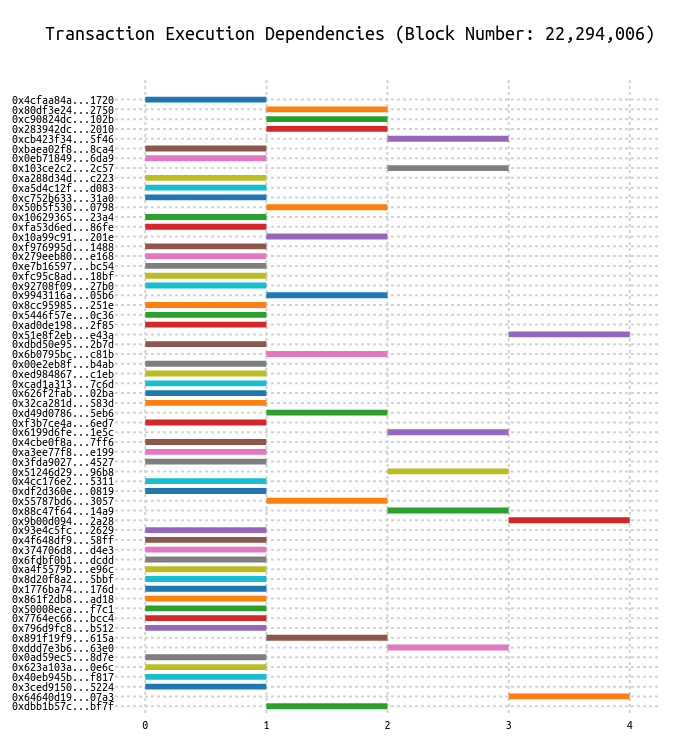 Transaction Execution Dependencies (Block Number: 22,294,006)
0x4cfaa84a...1720
0x80df3e24...2750
0xc90824dc...102b
0x283942dc...2010
0xcb423f34...5f46
0xbaea02f8...8ca4
0x0eb71849...6da9
0x103ce2c2...2c57
0xa288d34d...c223
0xa5d4c12f...d083
0xc752b633...31a0
0x50b5f530...0798
0x10629365...23a4
0xfa53d6ed...86fe
0x10a99c91...201e
0xf976995d...1488
0x279eeb80...e168
0xe7b16597...bc54
0xfc95c8ad...18bf
0x92708f09...27b0
0x9943116a...05b6
0x8cc95985...251e
0x5446f57e...0c36
0xad0de198...2f85
0x51e8f2eb...e43a
0xdbd50e95...2b7d
0x6b0795bc...c81b
0x00e2eb8f...b4ab
0xed984867...c1eb
0xcad1a313...7c6d
0x626f2fab...02ba
0x32ca281d...583d
0xd49d0786...5eb6
0xf3b7ce4a...6ed7
0x6199d6fe...1e5c
0x4cbe0f8a...7ff6
0xa3ee77f8...e199
0x3fda9027...4527
0x51246d29...96b8
0x4cc176e2...5311
0xdf2d360e...0819
0x55787bd6...3057
0x88c47f64...14a9
0x9b00d094...2a28
0x93e4c5fc...2629
0x4f648df9...58ff
0x374706d8...d4e3
0x6fdbf0b1...dcdd
0xa4f5579b...e96c
0x8d20f8a2...5bbf
0x1776ba74...176d
0x861f2db8...ad18
0x50008eca...f7c1
0x7764ec66...bcc4
0x796d9fc8...b512
0x891f19f9...615a
0xddd7e3b6...63e0
0x0ad59ec5...8d7e
0x623a103a...0e6c
0x40eb945b...f817
0x3ced9150...5224
0x64640d19...07a3
0xdbb1b57c...bf7f
0 1 2 3 4